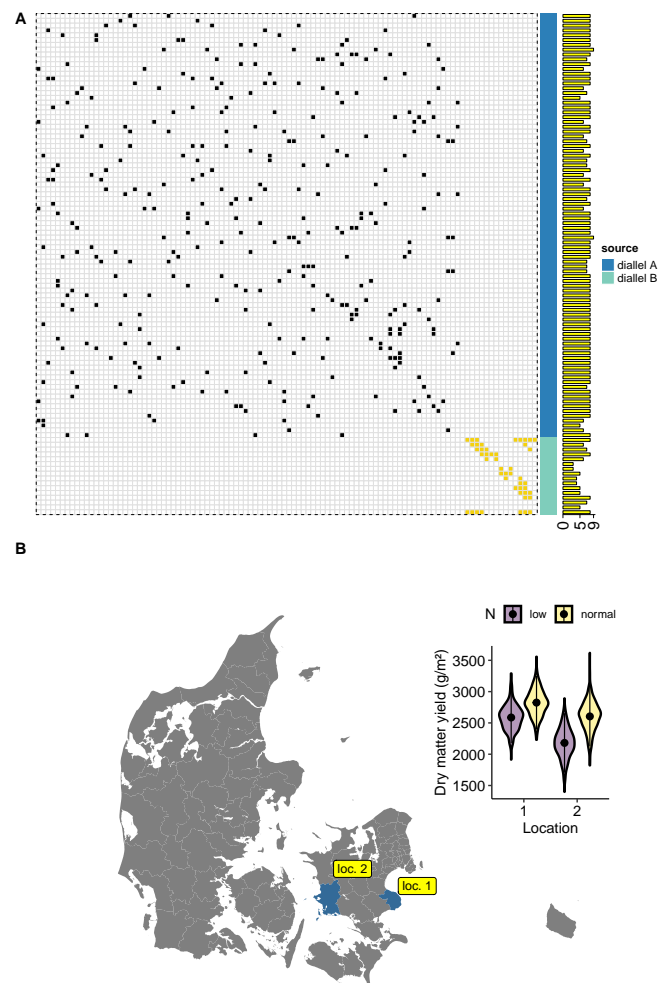 A
source
diallel A
diallel B
0 5 9
B
N low normal
Dry matter yield (g/m²)
3500
3000
2500
2000
1500
1 2
Location
loc. 2
loc. 1